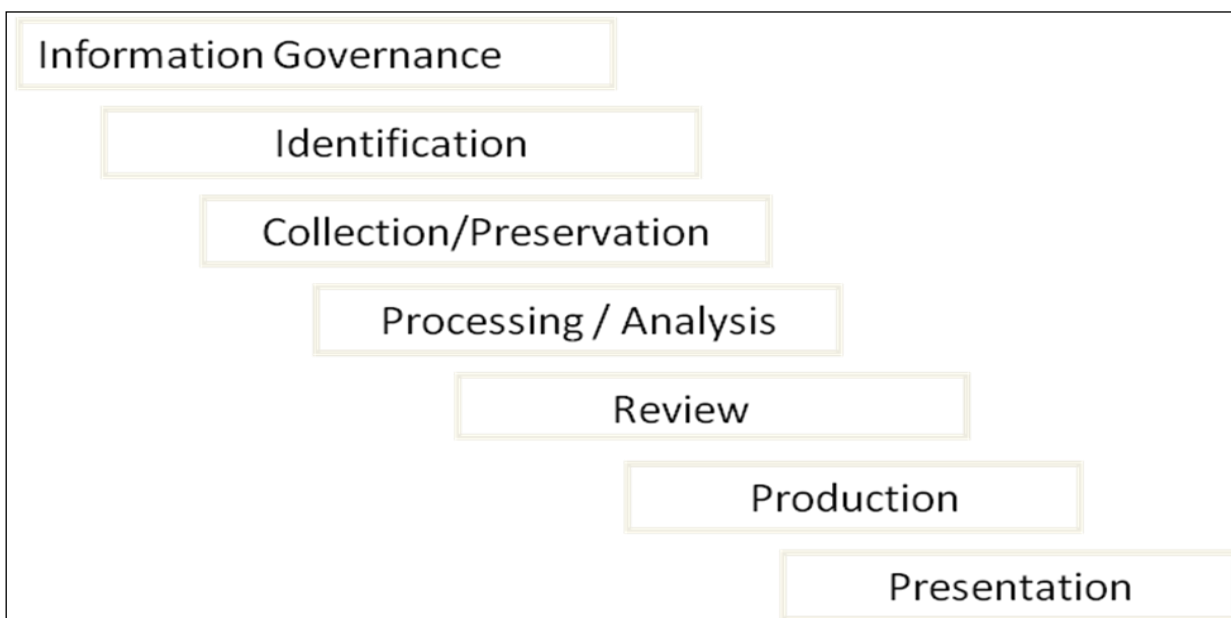 Information Governance
Identification
Collection/Preservation
Processing / Analysis
Review
Production
Presentation